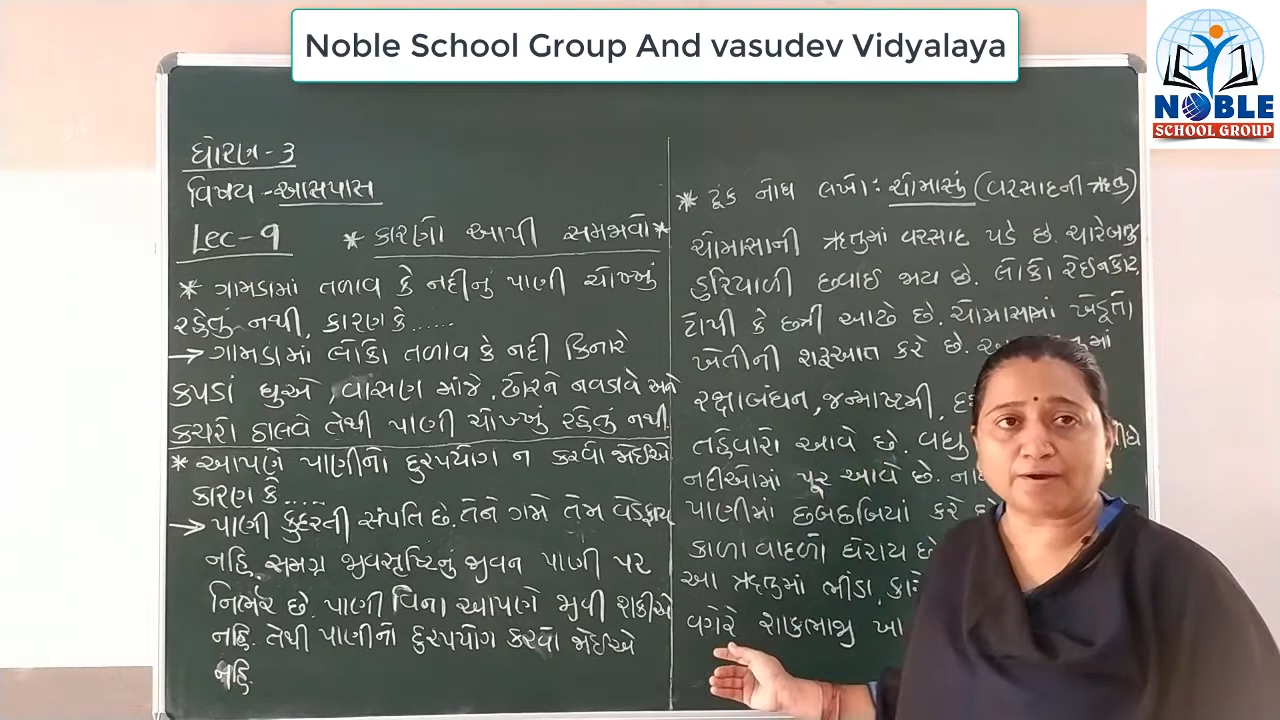 Noble School Group And vasudev Vidyalaya
NOBLE
SCHOOL GROUP
ધોરણ-૩
વિષય-આસપાસ
Lec-૧
* કારણો આપી સમજાવો *
* ગામડામાં તળાવ કે નદીનું પાણી ચોખ્ખું
રહેતું નથી, કારણ કે......
→ ગામડામાં લોકો તળાવ કે નદી કિનારે
કપડાં ધુએ, વાસણ માંજે, ઢોરને નવડાવે અને
કચરો ઠાલવે તેથી પાણી ચોખ્ખું રહેતું નથી.
* આપણે પાણીનો દુરપયોગ ન કરવો જોઈએ
કારણ કે.....
→ પાણી કુદરતી સંપતિ છે. તેને ગમે તેમ વેડફાય
નહિ. સમગ્ર જીવસૃષ્ટિનું જીવન પાણી પર
નિર્ભર છે. પાણી વિના આપણે જીવી શકીએ
નહિ. તેથી પાણીનો દુરપયોગ કરવો જોઈએ
નહિ.
* ટૂંક નોંધ લખો: ચોમાસું (વરસાદની ઋતુ)
ચોમાસાની ઋતુમાં વરસાદ પડે છે. ચારેબાજુ
હરિયાળી છવાઈ જાય છે. લોકો રેઈનકોટ,
ટોપી કે છત્રી ઓઢે છે. ચોમાસામાં ખેડૂતો
ખેતીની શરૂઆત કરે છે. આ
રક્ષાબંધન, જન્માષ્ટમી,
તહેવારો આવે છે. વધુ
નદીઓમાં પૂર આવે છે.
પાણીમાં છબછબિયાં કરે છે
કાળા વાદળો ઘેરાય છે
આ ઋતુમાં ભીંડા,
વગેરે શાકભાજી